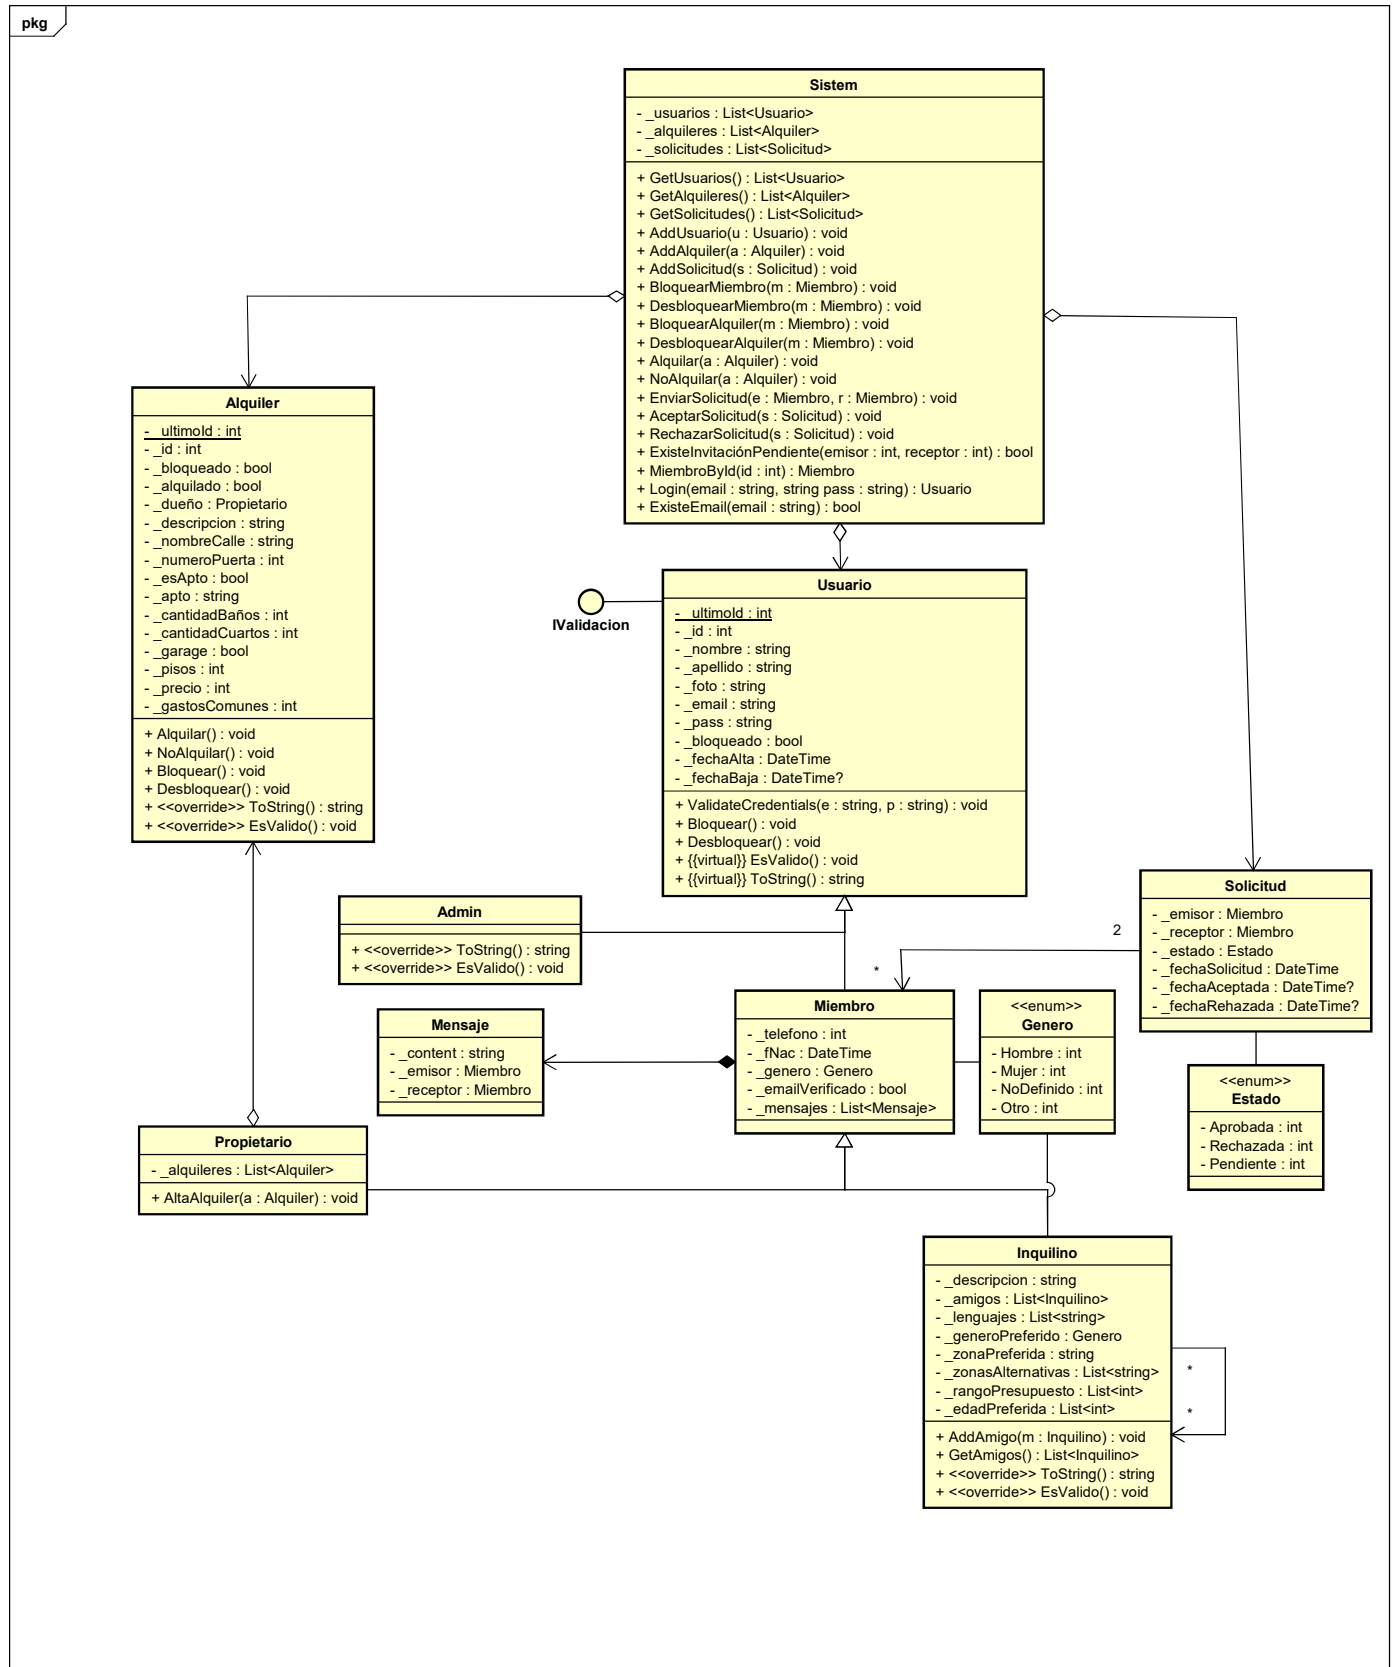 pkg
Sistem
- _usuarios : List<Usuario>
- _alquileres : List<Alquiler>
- _solicitudes : List<Solicitud>
+ GetUsuarios() : List<Usuario>
+ GetAlquileres() : List<Alquiler>
+ GetSolicitudes() : List<Solicitud>
+ AddUsuario(u : Usuario) : void
+ AddAlquiler(a : Alquiler) : void
+ AddSolicitud(s : Solicitud) : void
+ BloquearMiembro(m : Miembro) : void
+ DesbloquearMiembro(m : Miembro) : void
+ BloquearAlquiler(m : Miembro) : void
+ DesbloquearAlquiler(m : Miembro) : void
+ Alquilar(a : Alquiler) : void
+ NoAlquilar(a : Alquiler) : void
+ EnviarSolicitud(e : Miembro, r : Miembro) : void
+ AceptarSolicitud(s : Solicitud) : void
+ RechazarSolicitud(s : Solicitud) : void
+ ExisteInvitaciónPendiente(emisor : int, receptor : int) : bool
+ MiembroById(id : int) : Miembro
+ Login(email : string, string pass : string) : Usuario
+ ExisteEmail(email : string) : bool
Alquiler
- _ultimoId : int
- _id : int
- _bloqueado : bool
- _alquilado : bool
- _dueño : Propietario
- _descripcion : string
- _nombreCalle : string
- _numeroPuerta : int
- _esApto : bool
- _apto : string
- _cantidadBaños : int
- _cantidadCuartos : int
- _garage : bool
- _pisos : int
- _precio : int
- _gastosComunes : int
+ Alquilar() : void
+ NoAlquilar() : void
+ Bloquear() : void
+ Desbloquear() : void
+ <<override>> ToString() : string
+ <<override>> EsValido() : void
IValidacion
Usuario
- _ultimoId : int
- _id : int
- _nombre : string
- _apellido : string
- _foto : string
- _email : string
- _pass : string
- _bloqueado : bool
- _fechaAlta : DateTime
- _fechaBaja : DateTime?
+ ValidateCredentials(e : string, p : string) : void
+ Bloquear() : void
+ Desbloquear() : void
+ {{virtual}} EsValido() : void
+ {{virtual}} ToString() : string
Solicitud
- _emisor : Miembro
- _receptor : Miembro
- _estado : Estado
- _fechaSolicitud : DateTime
- _fechaAceptada : DateTime?
- _fechaRehazada : DateTime?
Admin
+ <<override>> ToString() : string
+ <<override>> EsValido() : void
2
*
Mensaje
- _content : string
- _emisor : Miembro
- _receptor : Miembro
Miembro
- _telefono : int
- _fNac : DateTime
- _genero : Genero
- _emailVerificado : bool
- _mensajes : List<Mensaje>
<<enum>>
Genero
- Hombre : int
- Mujer : int
- NoDefinido : int
- Otro : int
<<enum>>
Estado
- Aprobada : int
- Rechazada : int
- Pendiente : int
Propietario
- _alquileres : List<Alquiler>
+ AltaAlquiler(a : Alquiler) : void
Inquilino
- _descripcion : string
- _amigos : List<Inquilino>
- _lenguajes : List<string>
- _generoPreferido : Genero
- _zonaPreferida : string
- _zonasAlternativas : List<string>
- _rangoPresupuesto : List<int>
- _edadPreferida : List<int>
+ AddAmigo(m : Inquilino) : void
+ GetAmigos() : List<Inquilino>
+ <<override>> ToString() : string
+ <<override>> EsValido() : void
*
*